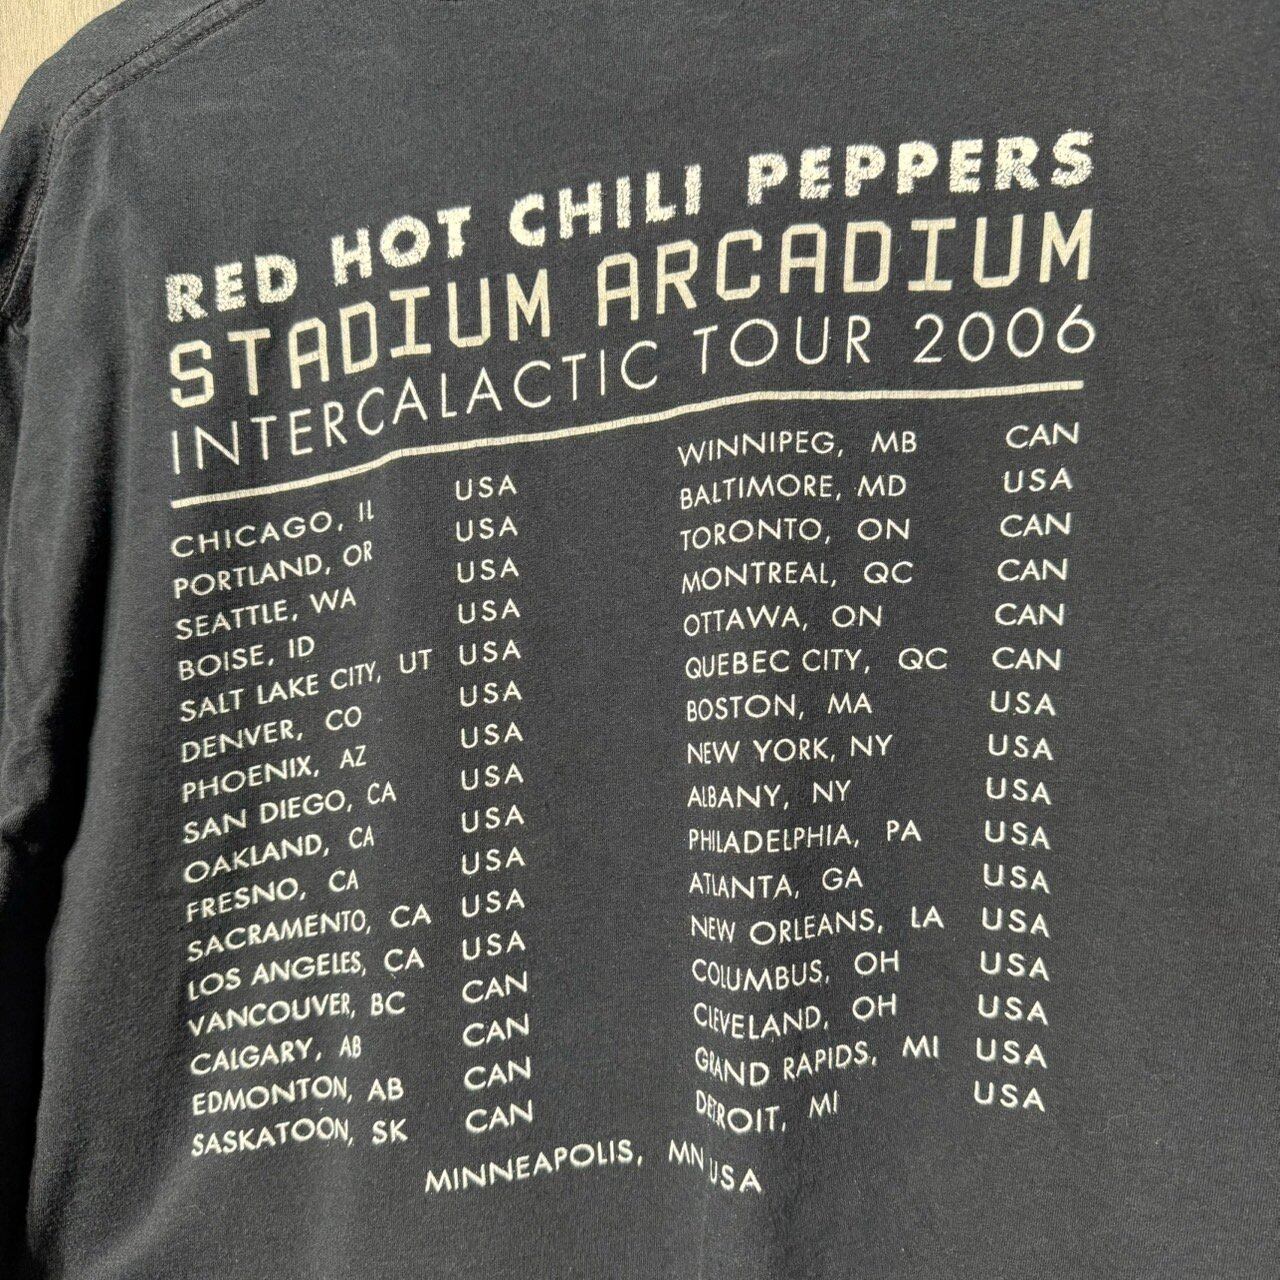 RED HOT CHILI PEPPERS
STADIUM ARCADIUM
INTERCALACTIC TOUR 2006
CHICAGO, IL USA
PORTLAND, OR USA
SEATTLE, WA USA
BOISE, ID USA
SALT LAKE CITY, UT USA
DENVER, CO USA
PHOENIX, AZ USA
SAN DIEGO, CA USA
OAKLAND, CA USA
FRESNO, CA USA
SACRAMENTO, CA USA
LOS ANGELES, CA USA
VANCOUVER, BC CAN
CALGARY, AB CAN
EDMONTON, AB CAN
SASKATOON, SK CAN
WINNIPEG, MB CAN
BALTIMORE, MD USA
TORONTO, ON CAN
MONTREAL, QC CAN
OTTAWA, ON CAN
QUEBEC CITY, QC CAN
BOSTON, MA USA
NEW YORK, NY USA
ALBANY, NY USA
PHILADELPHIA, PA USA
ATLANTA, GA USA
NEW ORLEANS, LA USA
COLUMBUS, OH USA
CLEVELAND, OH USA
GRAND RAPIDS, MI USA
DETROIT, MI USA
MINNEAPOLIS, MN USA